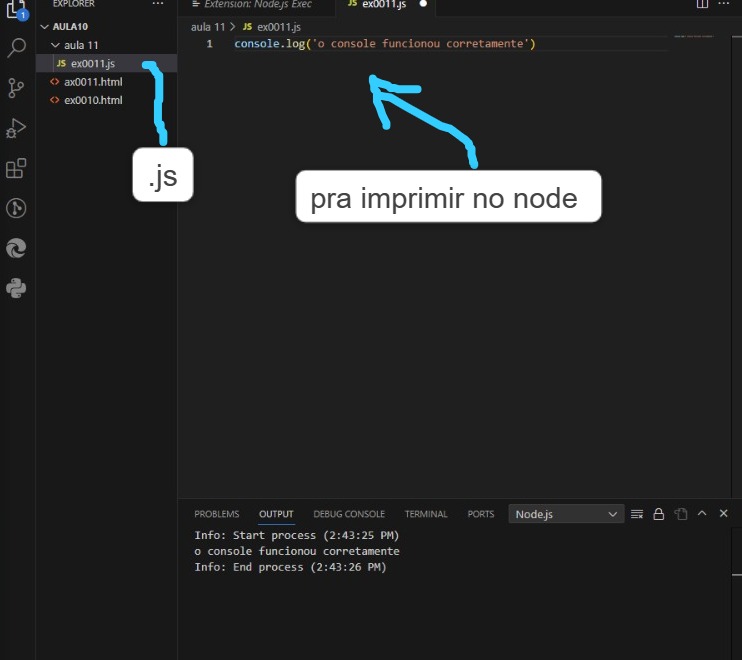 1
EXPLORER ...
AULA10
aula 11
JS ex0011.js
<> ax0011.html
<> ex0010.html
Extension: Node.js Exec
JS ex0011.js
aula 11 > JS ex0011.js
1 console.log('o console funcionou corretamente')
.js
pra imprimir no node
PROBLEMS OUTPUT DEBUG CONSOLE TERMINAL PORTS Node.js
Info: Start process (2:43:25 PM)
o console funcionou corretamente
Info: End process (2:43:26 PM)